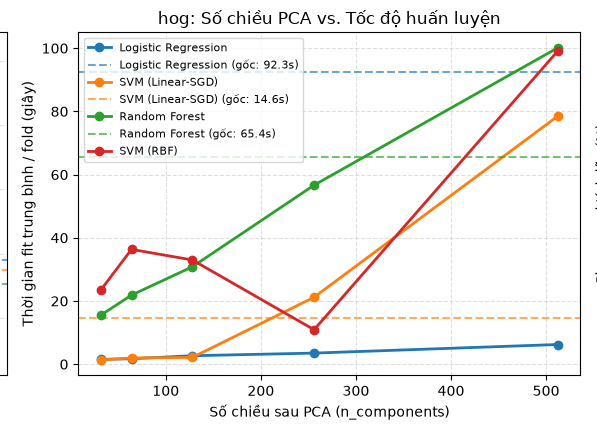 hog: Số chiều PCA vs. Tốc độ huấn luyện
Thời gian fit trung bình / fold (giây)
100
80
60
40
20
0
Logistic Regression
Logistic Regression (gốc: 92.3s)
SVM (Linear-SGD)
SVM (Linear-SGD) (gốc: 14.6s)
Random Forest
Random Forest (gốc: 65.4s)
SVM (RBF)
100
200
300
400
500
Số chiều sau PCA (n_components)